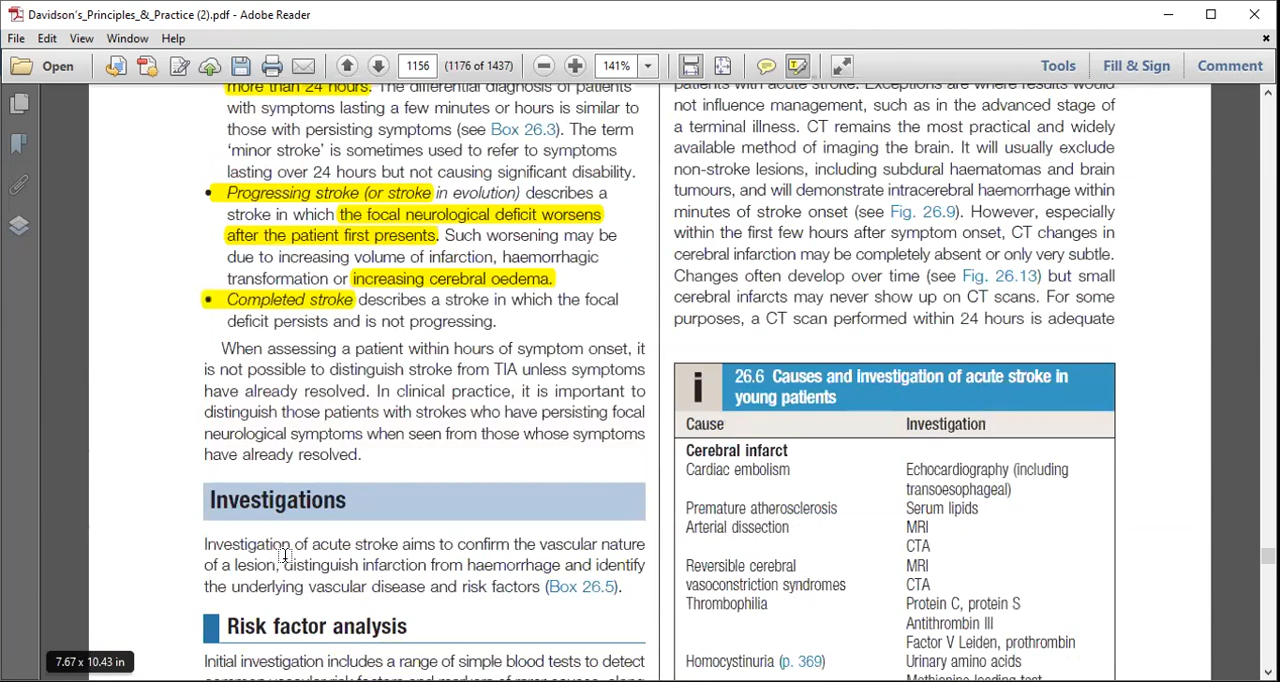 Davidson's_Principles_&_Practice (2).pdf - Adobe Reader
File Edit View Window Help
Open 1156 (1176 of 1437) 141% Tools Fill & Sign Comment
more than 24 hours. The differential diagnosis of patients
with symptoms lasting a few minutes or hours is similar to
those with persisting symptoms (see Box 26.3). The term
‘minor stroke’ is sometimes used to refer to symptoms
lasting over 24 hours but not causing significant disability.
• Progressing stroke (or stroke in evolution) describes a
stroke in which the focal neurological deficit worsens
after the patient first presents. Such worsening may be
due to increasing volume of infarction, haemorrhagic
transformation or increasing cerebral oedema.
• Completed stroke describes a stroke in which the focal
deficit persists and is not progressing.
When assessing a patient within hours of symptom onset, it
is not possible to distinguish stroke from TIA unless symptoms
have already resolved. In clinical practice, it is important to
distinguish those patients with strokes who have persisting focal
neurological symptoms when seen from those whose symptoms
have already resolved.
Investigations
Investigation of acute stroke aims to confirm the vascular nature
of a lesion, distinguish infarction from haemorrhage and identify
the underlying vascular disease and risk factors (Box 26.5).
Risk factor analysis
Initial investigation includes a range of simple blood tests to detect
common vascular risk factors and markers of rarer causes, along
7.67 x 10.43 in
patients with acute stroke. Exceptions are where results would
not influence management, such as in the advanced stage of
a terminal illness. CT remains the most practical and widely
available method of imaging the brain. It will usually exclude
non-stroke lesions, including subdural haematomas and brain
tumours, and will demonstrate intracerebral haemorrhage within
minutes of stroke onset (see Fig. 26.9). However, especially
within the first few hours after symptom onset, CT changes in
cerebral infarction may be completely absent or only very subtle.
Changes often develop over time (see Fig. 26.13) but small
cerebral infarcts may never show up on CT scans. For some
purposes, a CT scan performed within 24 hours is adequate
i 26.6 Causes and investigation of acute stroke in
young patients
Cause Investigation
Cerebral infarct
Cardiac embolism Echocardiography (including
transoesophageal)
Premature atherosclerosis Serum lipids
Arterial dissection MRI
CTA
Reversible cerebral MRI
vasoconstriction syndromes CTA
Thrombophilia Protein C, protein S
Antithrombin III
Factor V Leiden, prothrombin
Homocystinuria (p. 369) Urinary amino acids
Methionine loading test